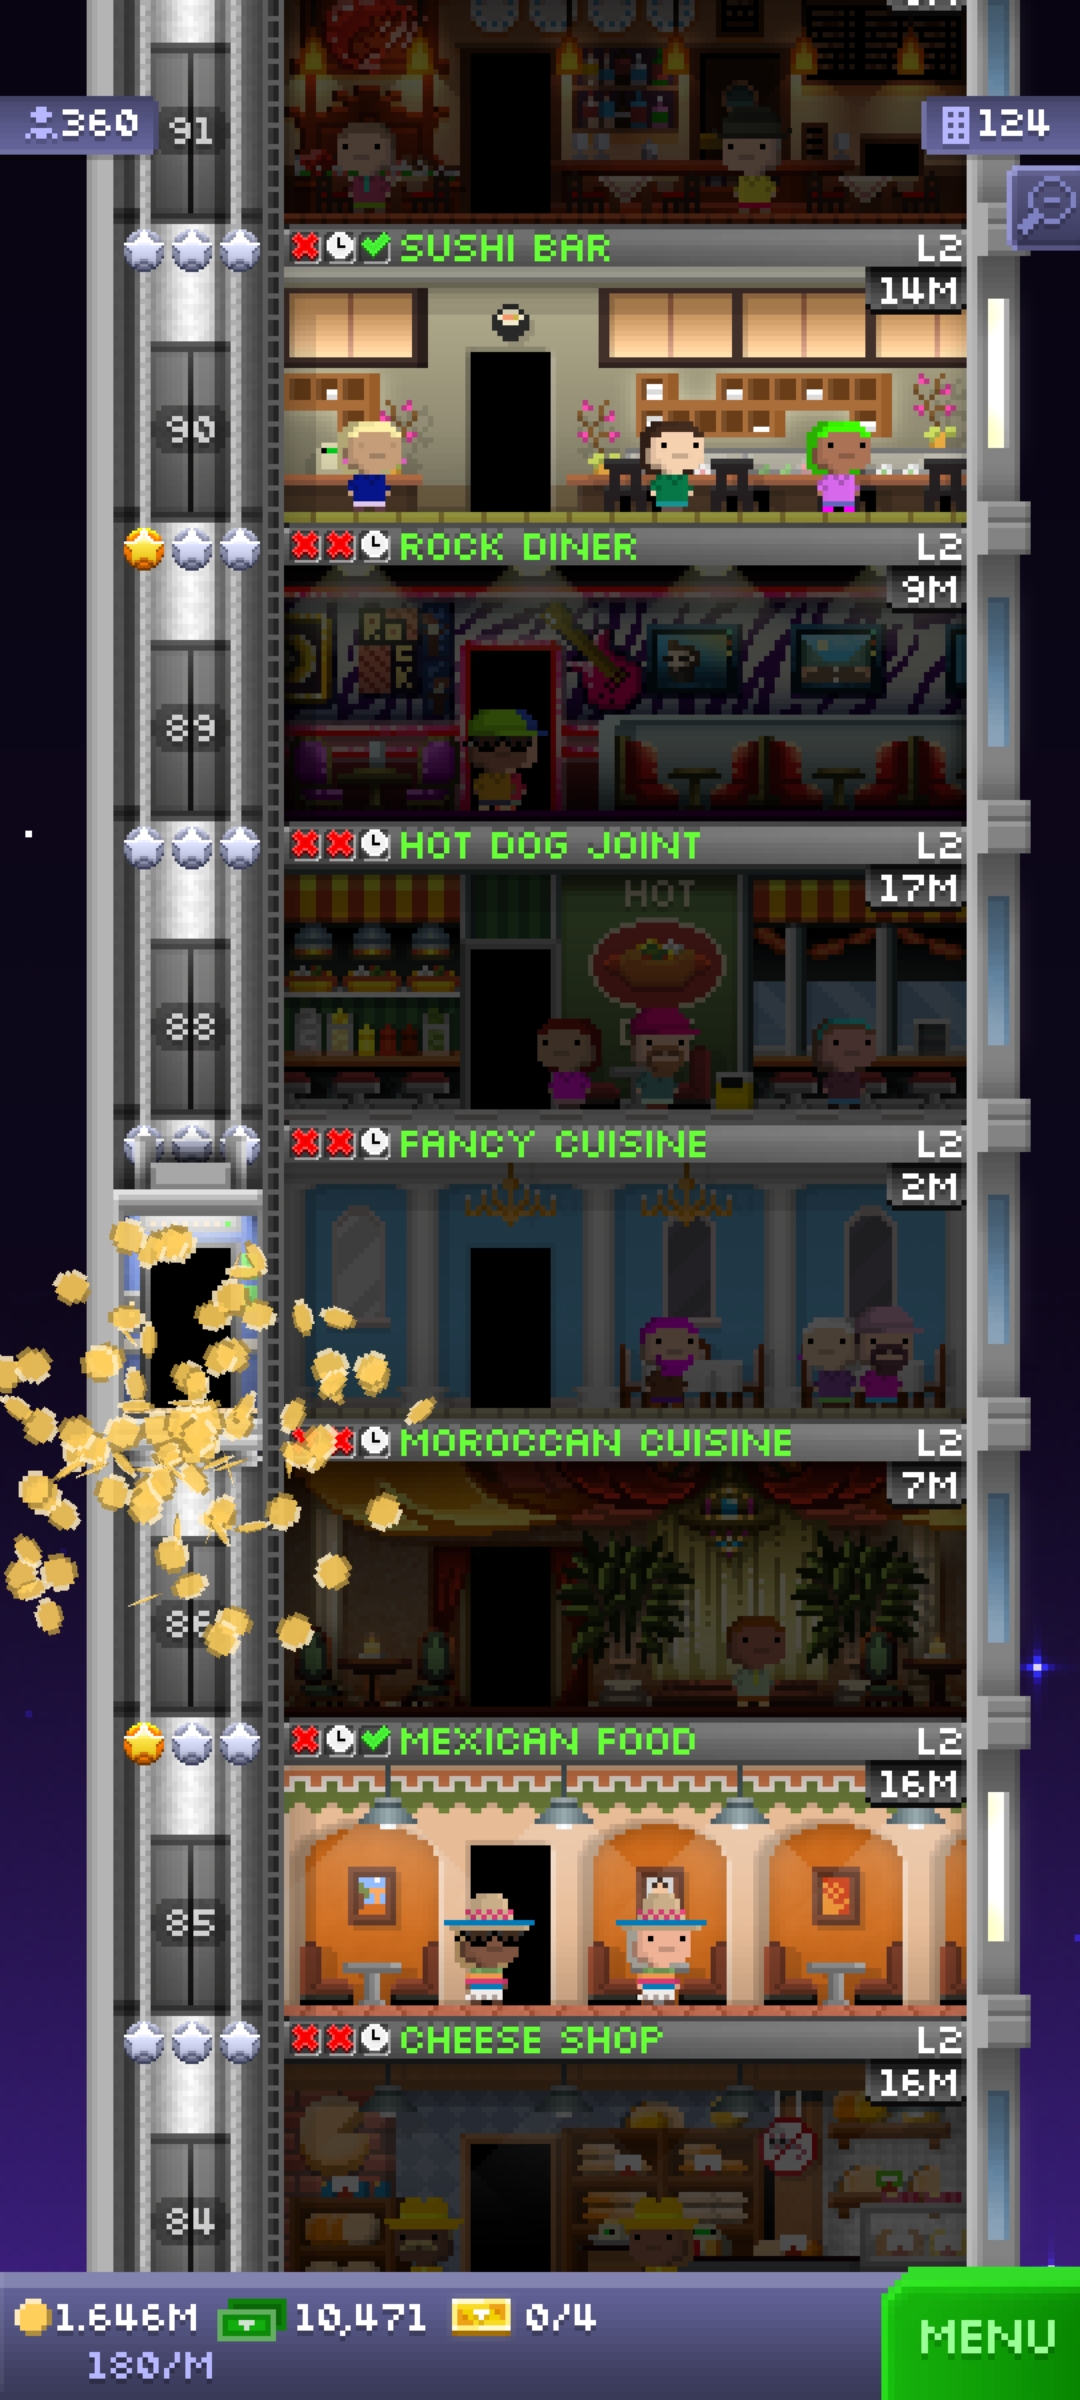 360
91
124
SUSHI BAR L2
14M
90
ROCK DINER L2
9M
ROCK
89
HOT DOG JOINT L2
17M
HOT
88
FANCY CUISINE L2
2M
MOROCCAN CUISINE L2
7M
86
MEXICAN FOOD L2
16M
85
CHEESE SHOP L2
16M
84
1.646M 10,471 0/4
180/M
MENU